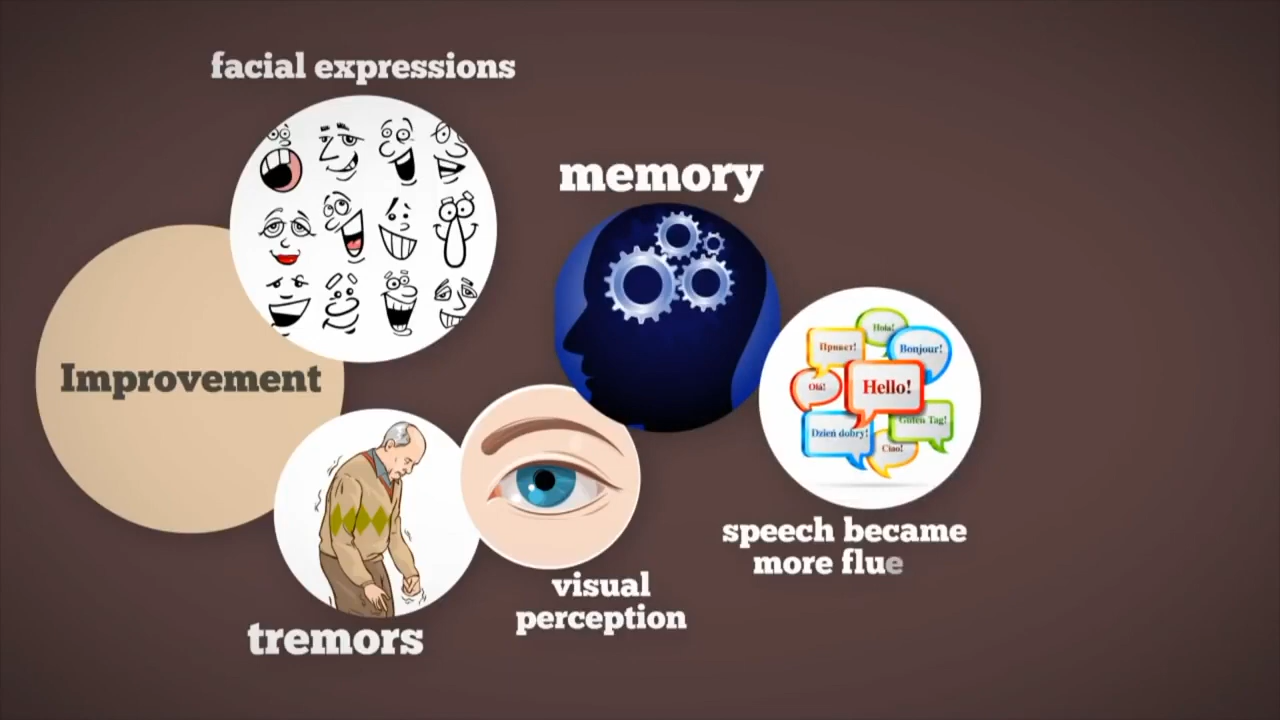 facial expressions
memory
Improvement
Hola!
Привет!
Bonjour!
Olá!
Hello!
Guten Tag!
Dzień dobry!
Ciao!
speech became
more flue
visual
perception
tremors